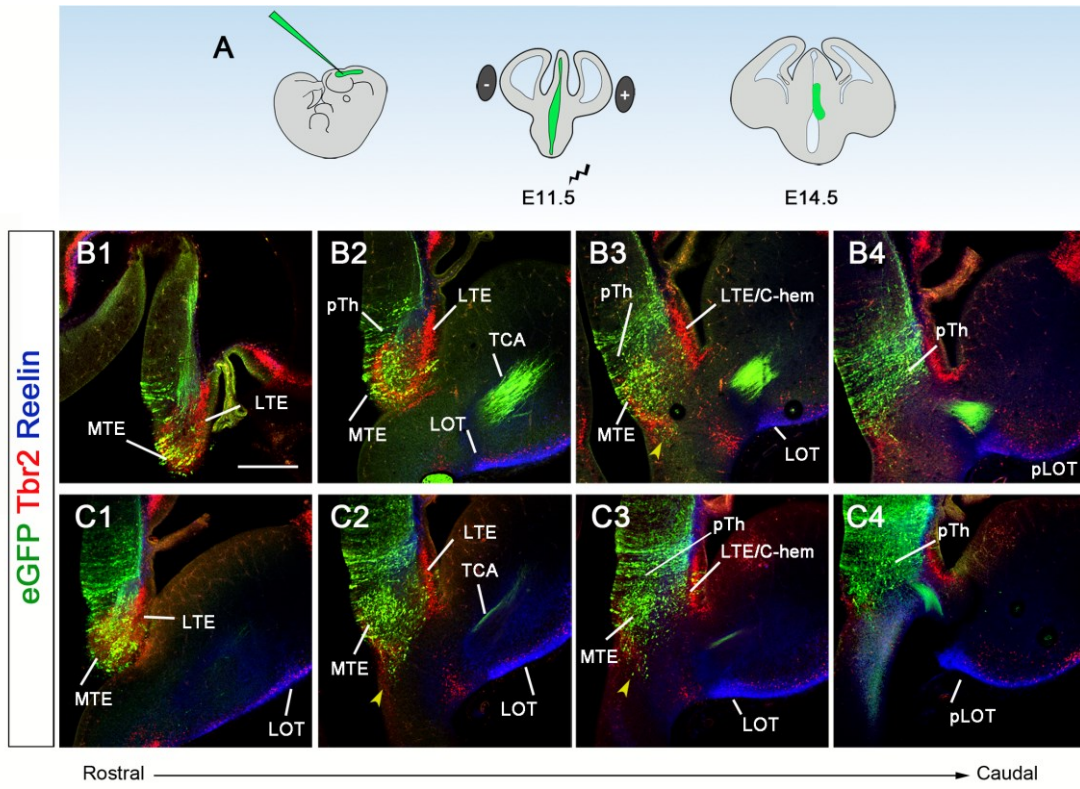 A
-
+
E11.5
E14.5
eGFP Tbr2 Reelin
B1
MTE
LTE
B2
pTh
LTE
TCA
MTE
LOT
B3
pTh
LTE/C-hem
MTE
LOT
B4
pTh
pLOT
C1
LTE
MTE
LOT
C2
LTE
TCA
MTE
LOT
C3
pTh
LTE/C-hem
MTE
LOT
C4
pTh
pLOT
Rostral
Caudal